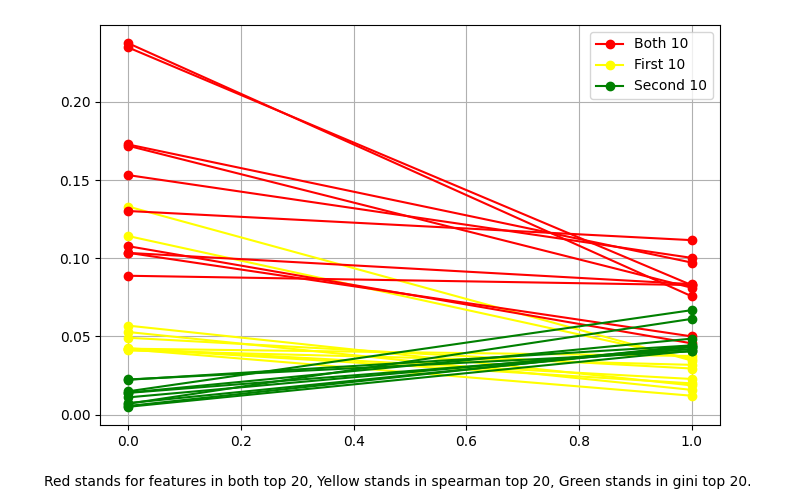 Both 10
First 10
Second 10
0.20
0.15
0.10
0.05
0.00
0.0 0.2 0.4 0.6 0.8 1.0
Red stands for features in both top 20, Yellow stands in spearman top 20, Green stands in gini top 20.